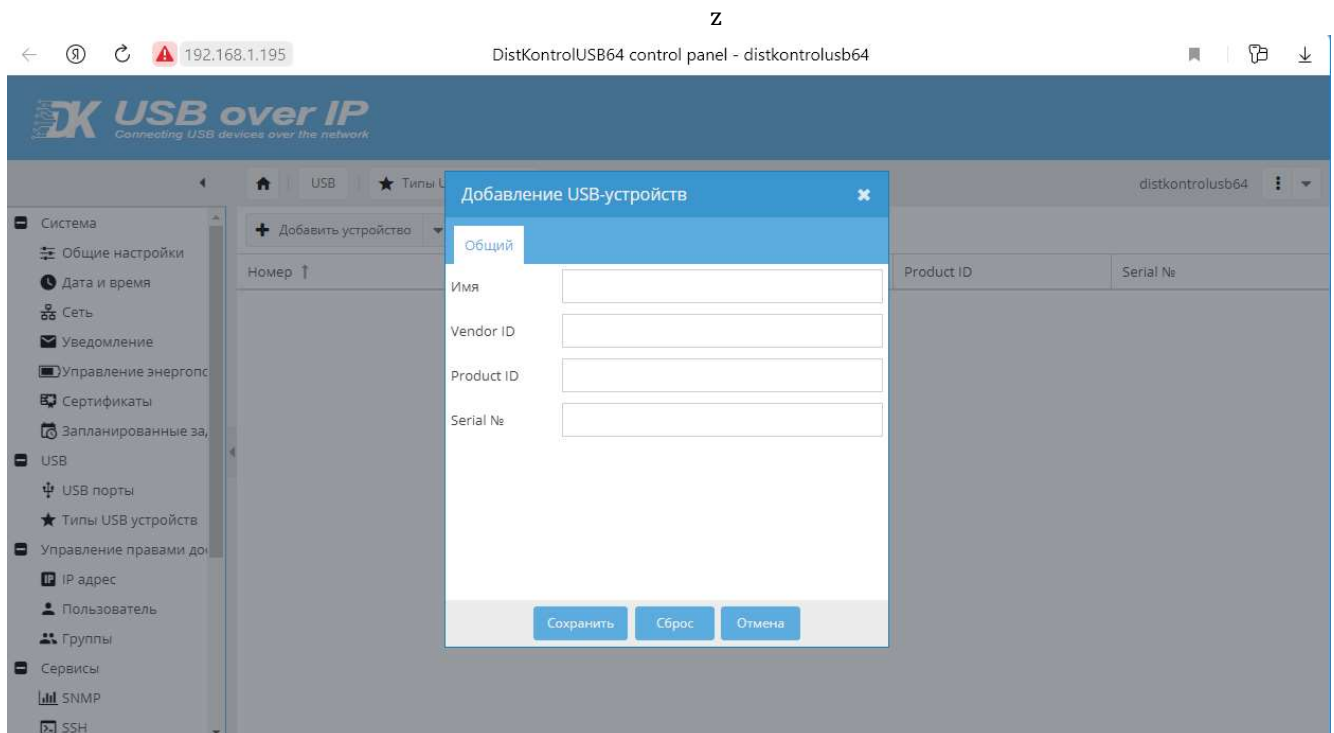 z
192.168.1.195 DistKontrolUSB64 control panel - distkontrolusb64
DK USB over IP
Connecting USB devices over the network
USB Типы U distkontrolusb64
Добавить устройство
Номер Product ID Serial №
Система
Общие настройки
Дата и время
Сеть
Уведомление
Управление энергопо
Сертификаты
Запланированные за
USB
USB порты
Типы USB устройств
Управление правами до
IP адрес
Пользователь
Группы
Сервисы
SNMP
SSH
Добавление USB-устройств
Общий
Имя
Vendor ID
Product ID
Serial №
Сохранить Сброс Отмена